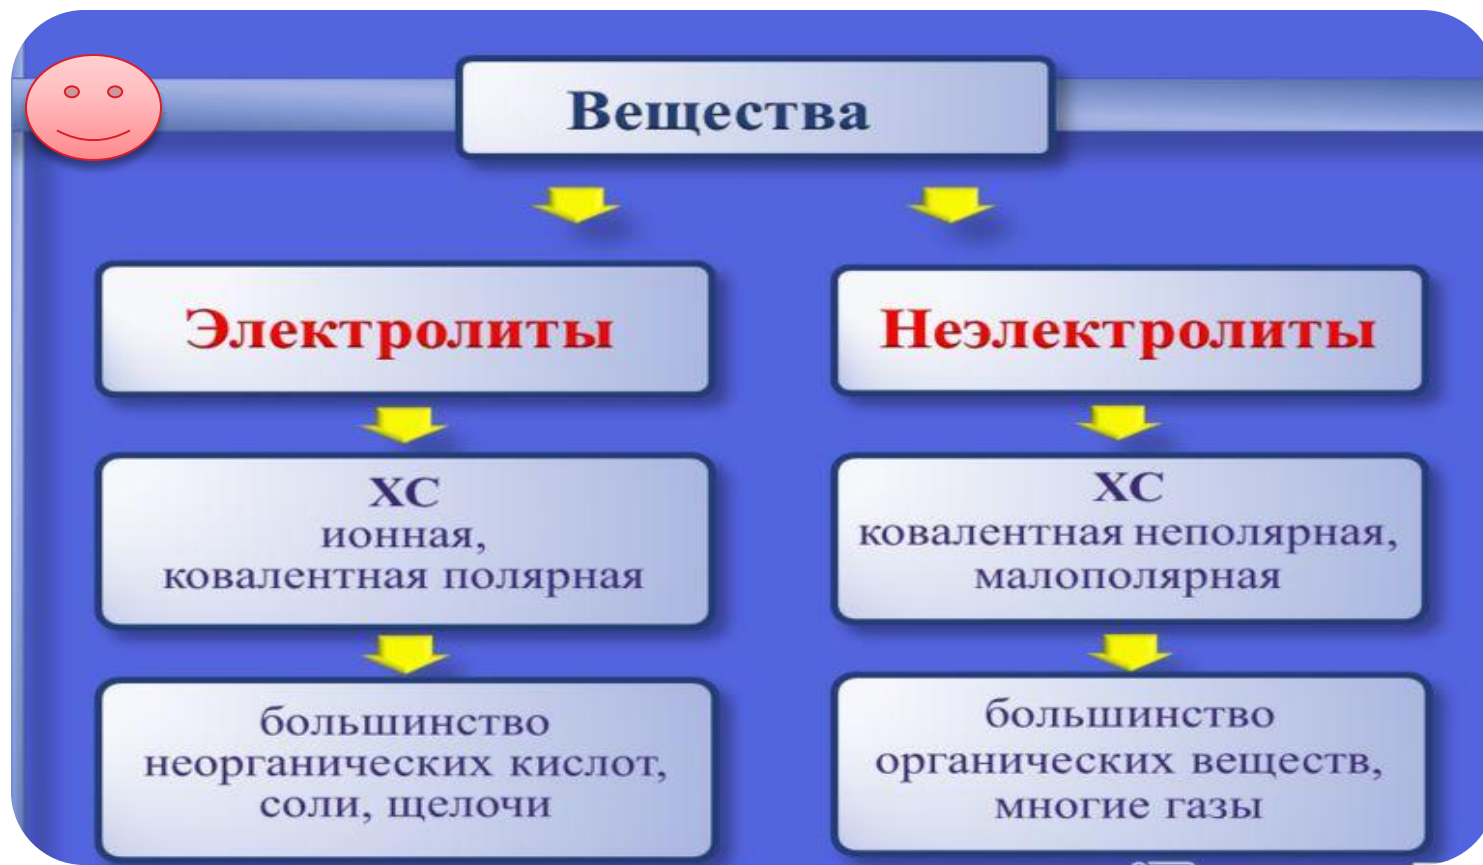 Вещества
Электролиты
Неэлектролиты
ХС
ионная,
ковалентная полярная
ХС
ковалентная неполярная,
малополярная
большинство
неорганических кислот,
соли, щелочи
большинство
органических веществ,
многие газы